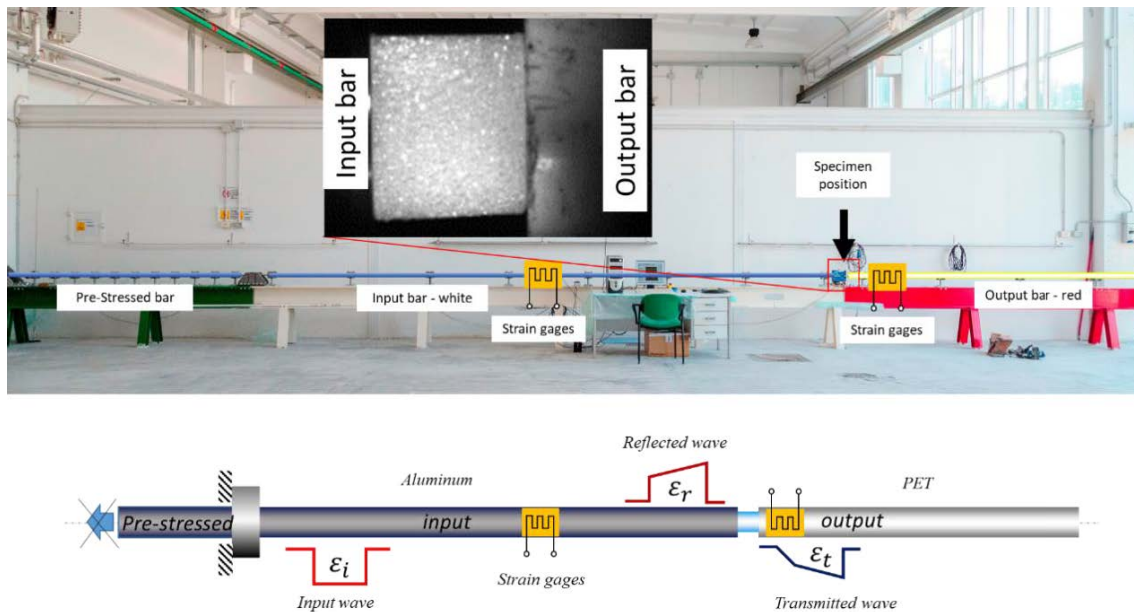 Input bar
Output bar
Specimen
position
Pre-Stressed bar
Input bar - white
Strain gages
Strain gages
Output bar - red
Reflected wave
Aluminum
εr
PET
Pre-stressed
input
output
εi
εt
Input wave
Strain gages
Transmitted wave